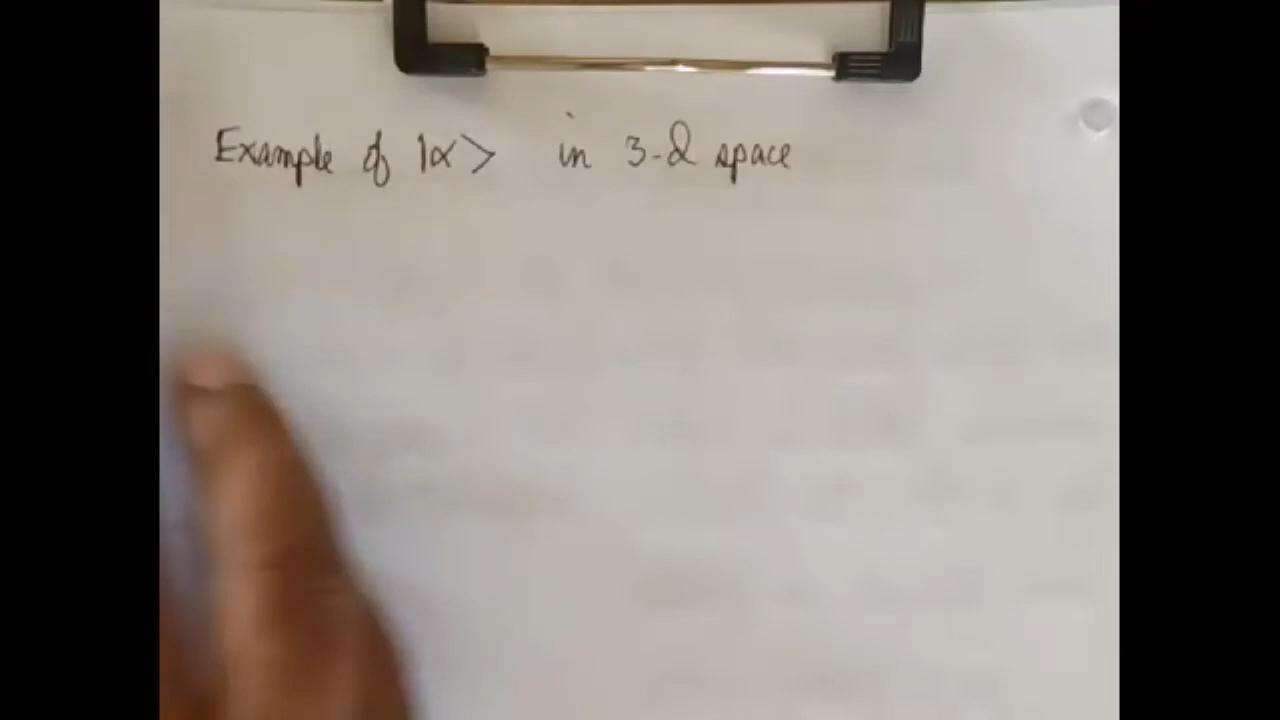 Example of |α> in 3-d space